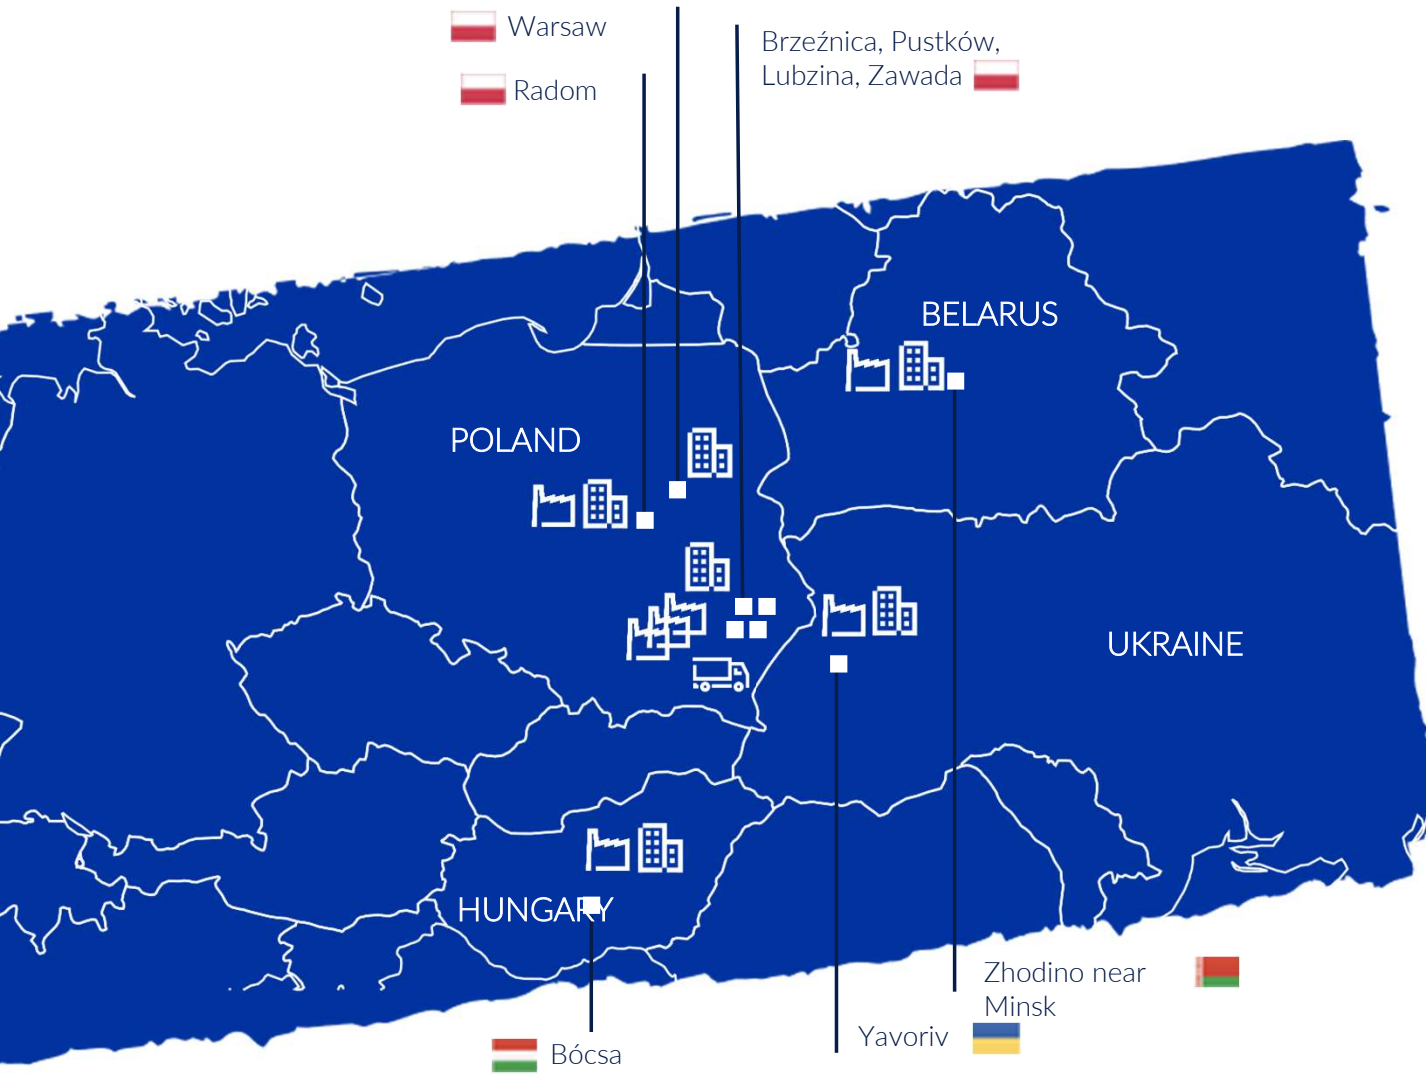 Warsaw
Radom
Brzeźnica, Pustków,
Lubzina, Zawada
BELARUS
POLAND
UKRAINE
HUNGARY
Zhodino near
Minsk
Yavoriv
Bócsa